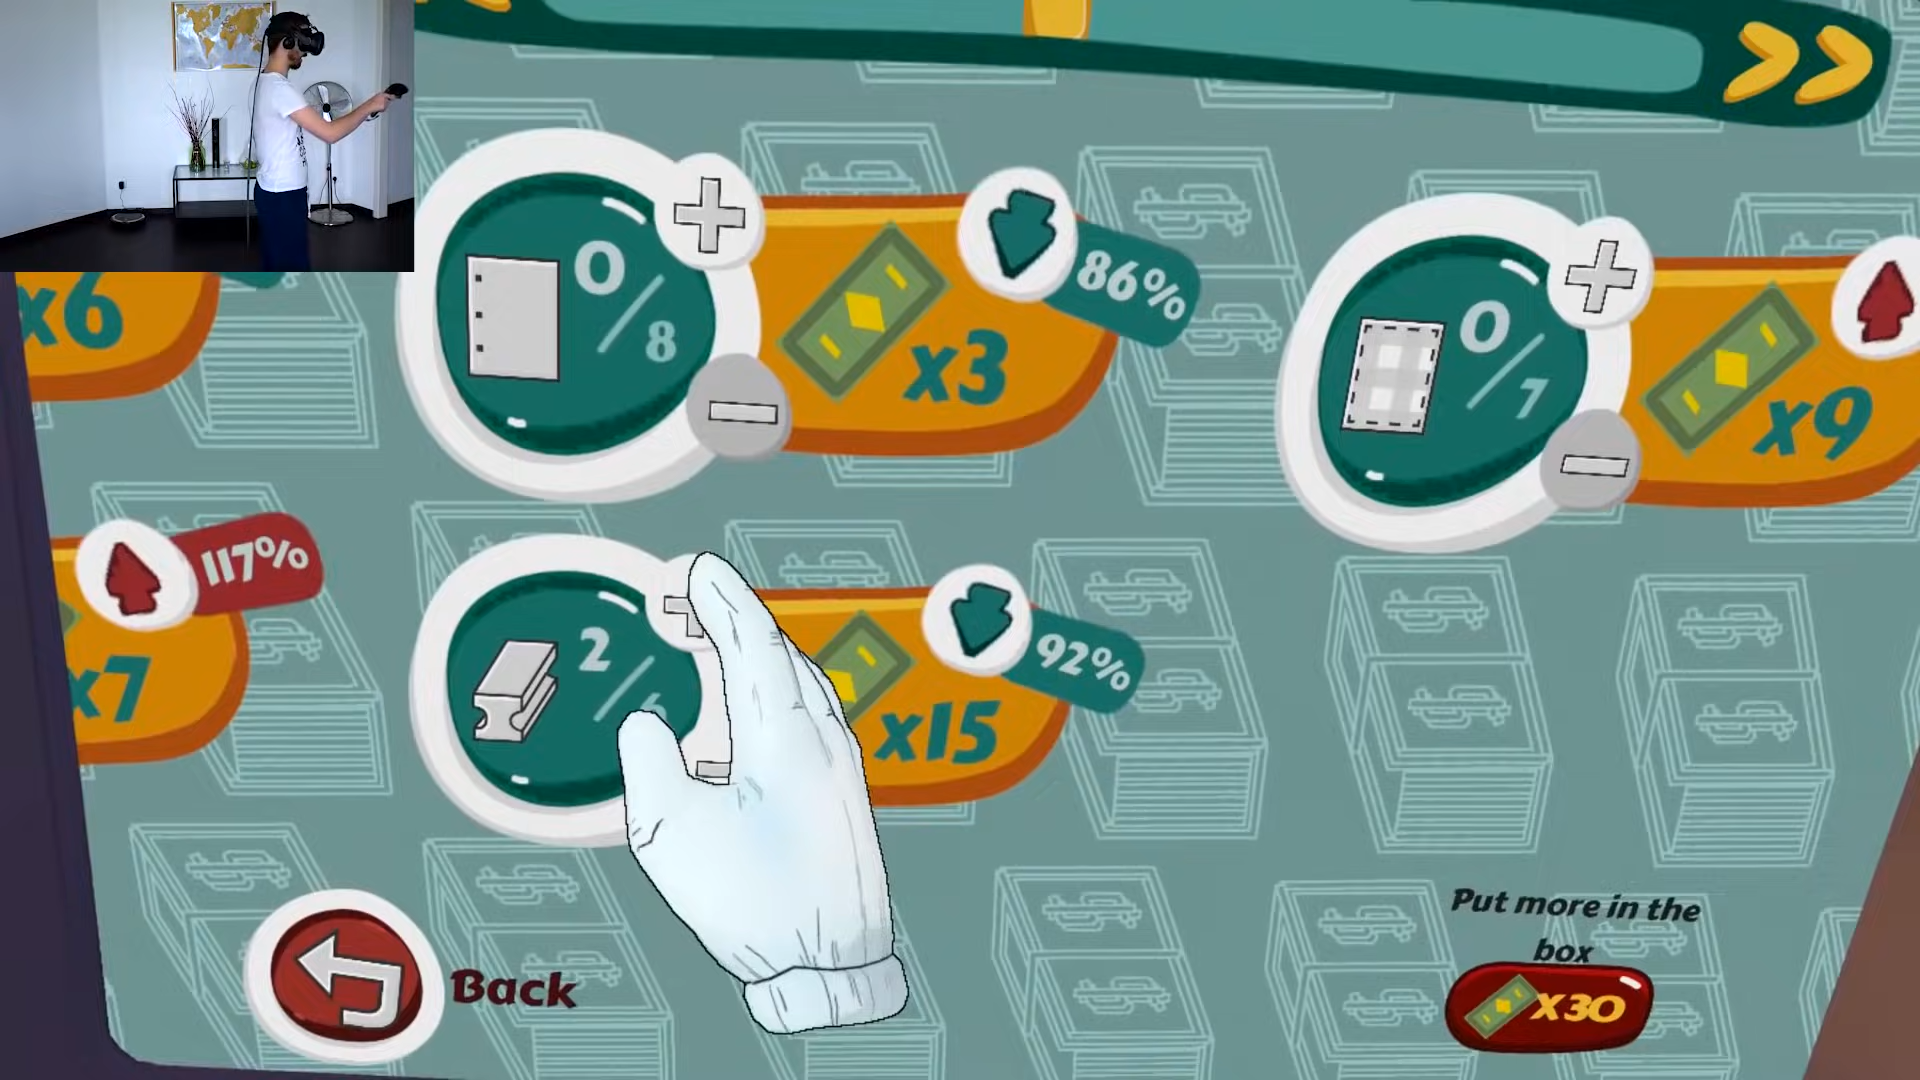 x6
0/8
86%
x3
0/7
x9
117%
x7
2/6
92%
x15
Back
Put more in the
box
x30